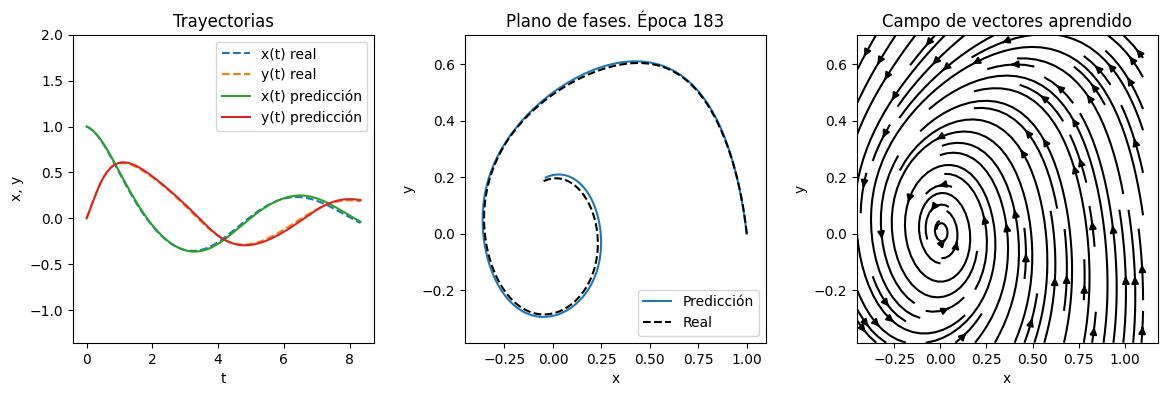 Trayectorias
2.0
1.5
1.0
0.5
0.0
−0.5
−1.0
x, y
0
2
4
6
8
t
x(t) real
y(t) real
x(t) predicción
y(t) predicción
Plano de fases. Época 183
0.6
0.4
0.2
0.0
−0.2
y
−0.25
0.00
0.25
0.50
0.75
1.00
x
Predicción
Real
Campo de vectores aprendido
0.6
0.4
0.2
0.0
−0.2
y
−0.25
0.00
0.25
0.50
0.75
1.00
x